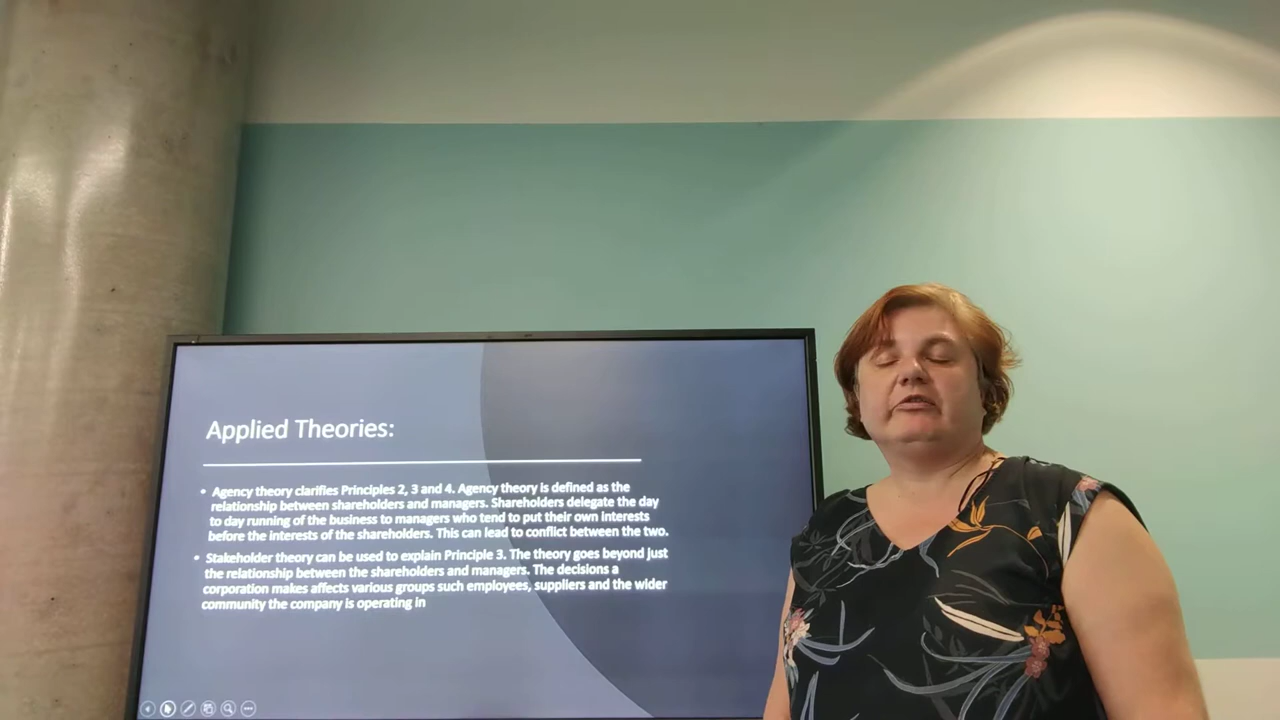 Applied Theories:
• Agency theory clarifies Principles 2, 3 and 4. Agency theory is defined as the
relationship between shareholders and managers. Shareholders delegate the day
to day running of the business to managers who tend to put their own interests
before the interests of the shareholders. This can lead to conflict between the two.
• Stakeholder theory can be used to explain Principle 3. The theory goes beyond just
the relationship between the shareholders and managers. The decisions a
corporation makes affects various groups such employees, suppliers and the wider
community the company is operating in